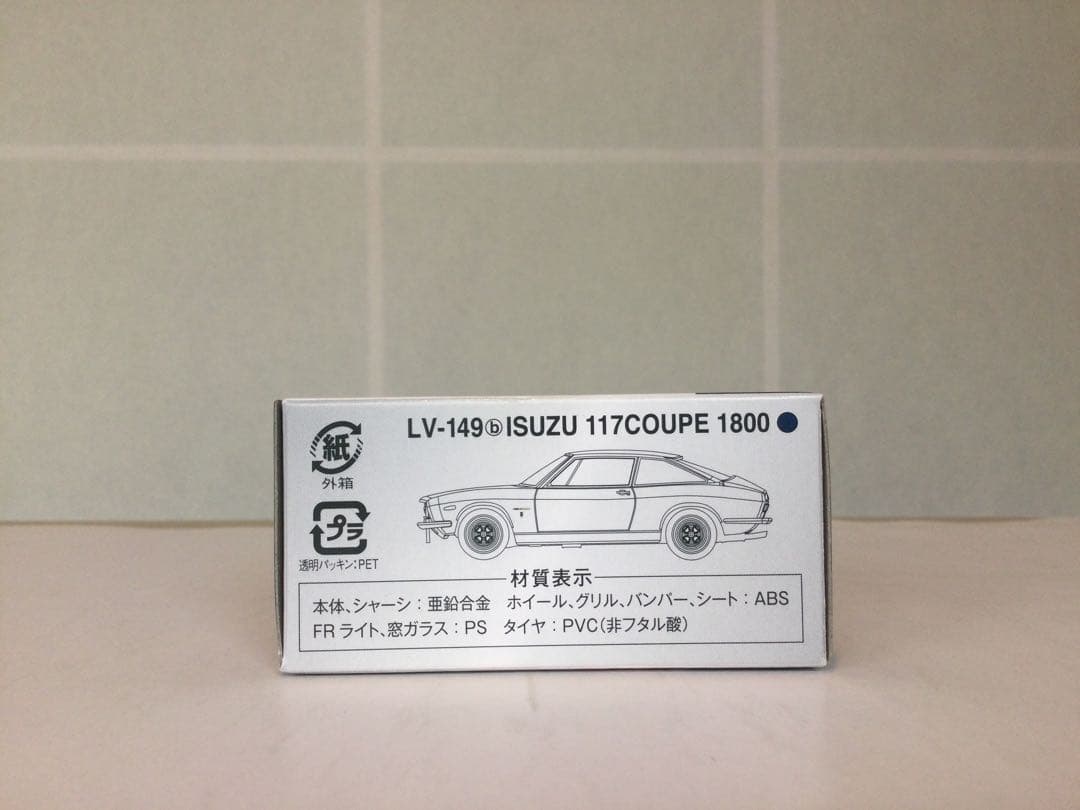 LV-149ⓑISUZU 117COUPE 1800
紙
外箱
プラ
透明パッキン:PET
材質表示
本体、シャーシ:亜鉛合金 ホイール、グリル、バンパー、シート:ABS
FRライト、窓ガラス:PS タイヤ:PVC(非フタル酸)